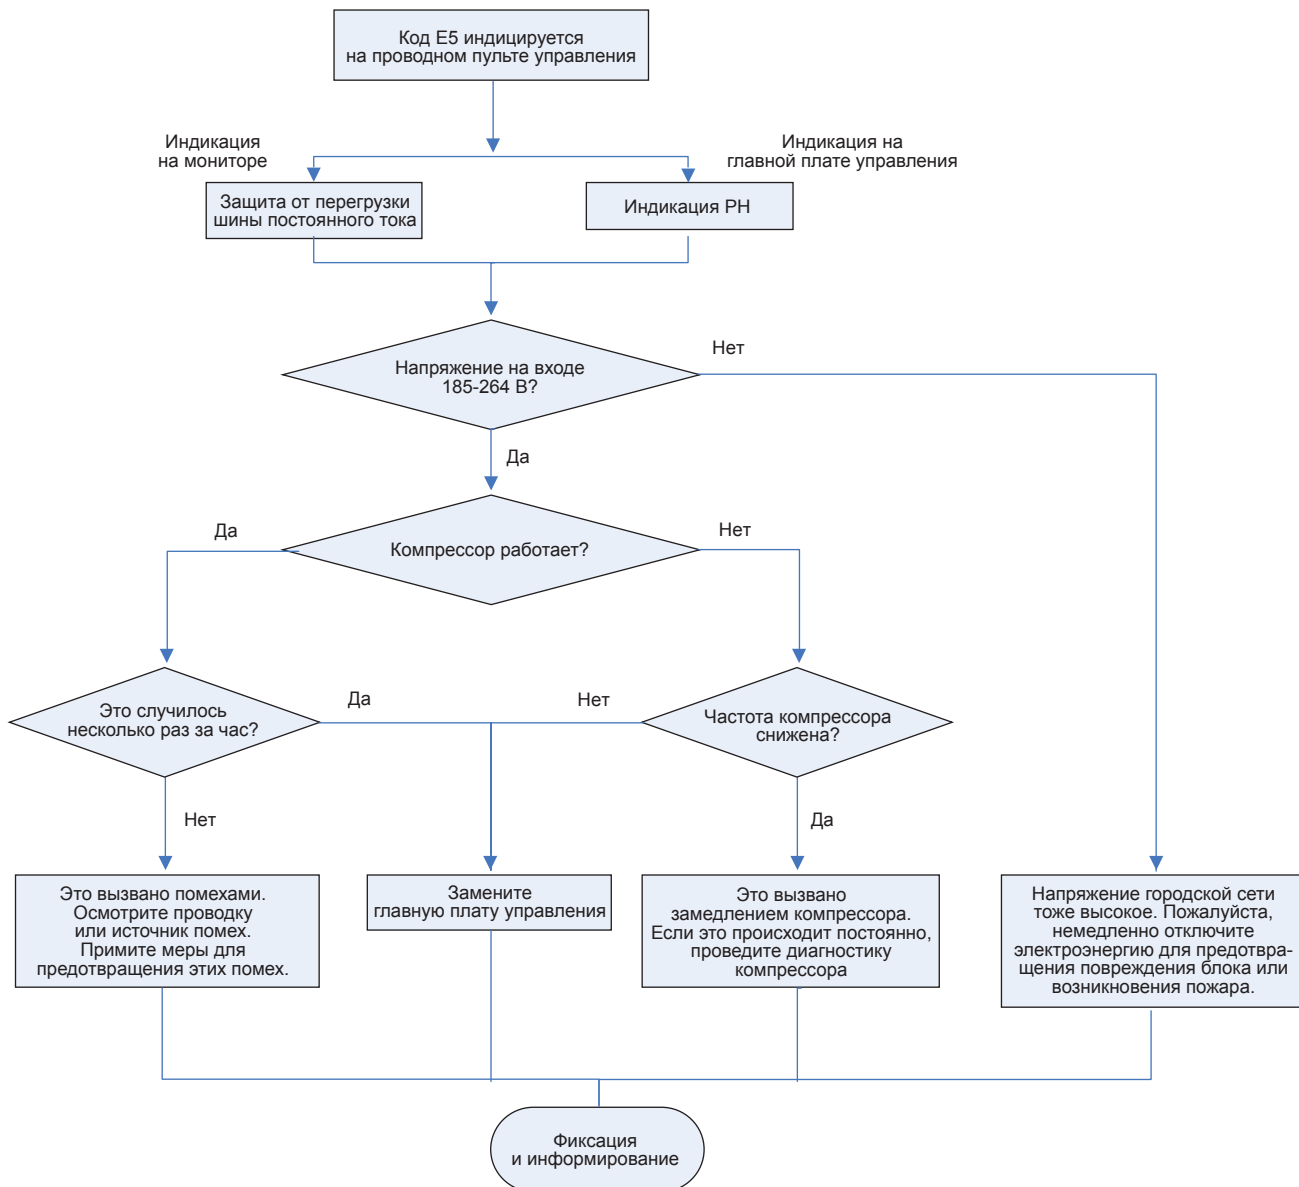 Код E5 индицируется
на проводном пульте управления
Индикация
на мониторе
Индикация на
главной плате управления
Защита от перегрузки
шины постоянного тока
Индикация PH
Напряжение на входе
185-264 В?
Нет
Да
Компрессор работает?
Да
Нет
Это случилось
несколько раз за час?
Да
Нет
Частота компрессора
снижена?
Нет
Да
Это вызвано помехами.
Осмотрите проводку
или источник помех.
Примите меры для
предотвращения этих помех.
Замените
главную плату управления
Это вызвано
замедлением компрессора.
Если это происходит постоянно,
проведите диагностику
компрессора
Напряжение городской сети
тоже высокое. Пожалуйста,
немедленно отключите
электроэнергию для предотвра-
щения повреждения блока или
возникновения пожара.
Фиксация
и информирование